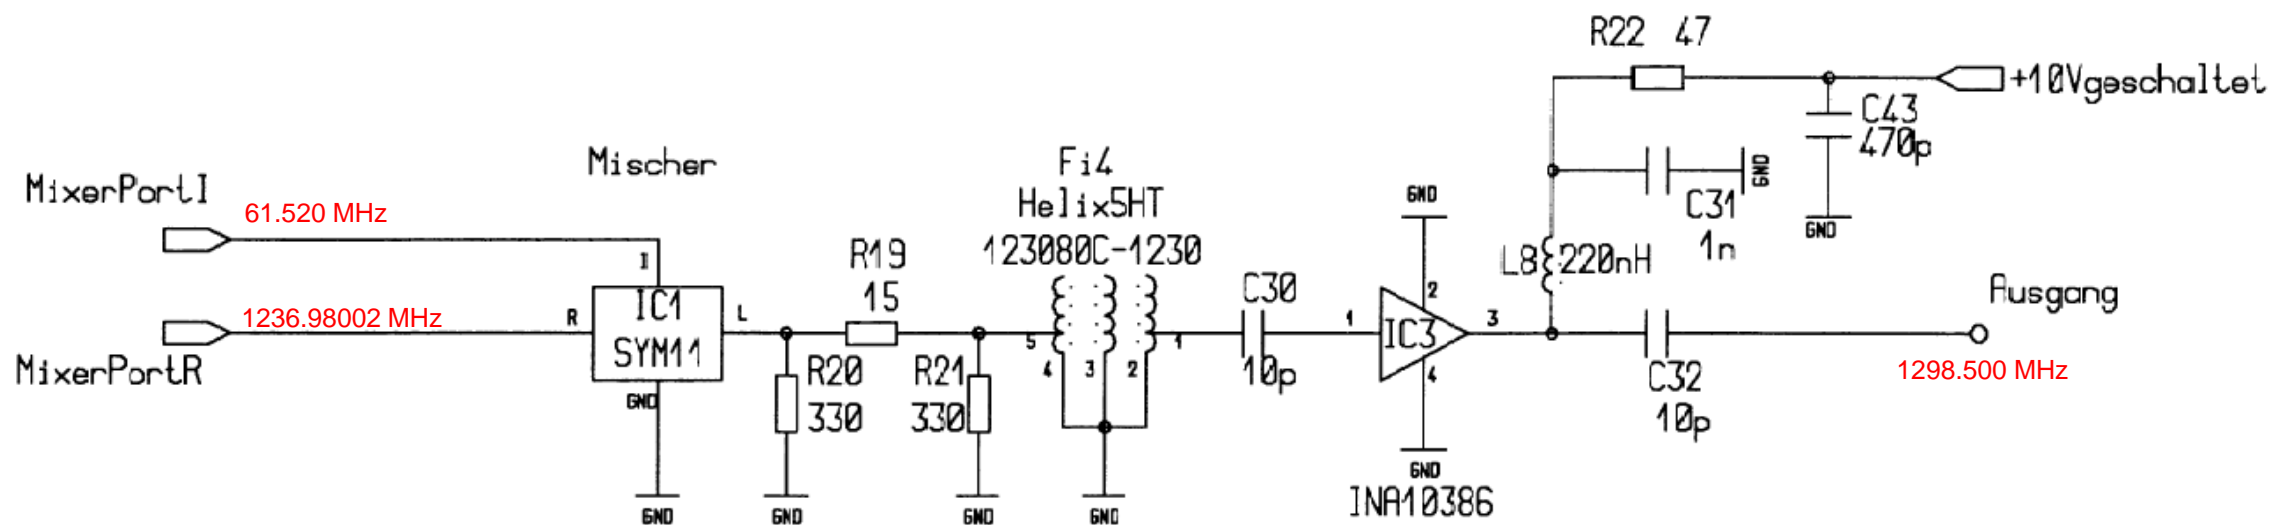 R22 47
+10Vgeschaltet
C43
470p
GND
C31
1n
GND
MixerPortI
61.520 MHz
Mischer
I
IC1
SYM11
R
L
GND
GND
1236.98002 MHz
MixerPortR
R19
15
R20
330
GND
R21
330
GND
Fi4
Helix5HT
123080C-1230
5
4
3
2
1
GND
C30
10p
GND
2
1
IC3
3
4
GND
INA10386
L8 220nH
C32
10p
Ausgang
1298.500 MHz